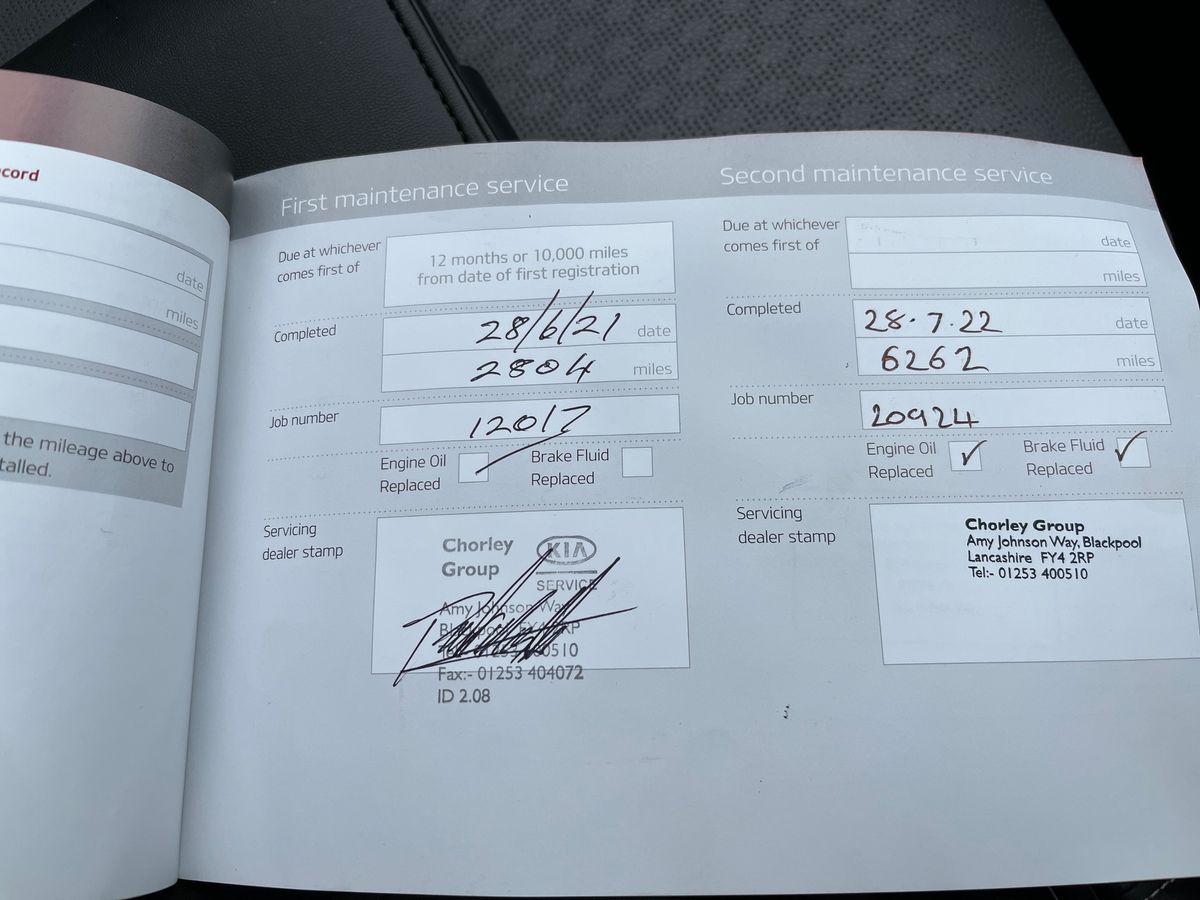 cord
date
miles
the mileage above to
talled.
First maintenance service
Due at whichever
comes first of
12 months or 10,000 miles
from date of first registration
Completed
28/6/21 date
2804 miles
Job number
12017
Engine Oil
Replaced
Brake Fluid
Replaced
Servicing
dealer stamp
Chorley
Group
KIA
SERVICE
Amy Johnson Way
0510
Fax:- 01253 404072
ID 2.08
Second maintenance service
Due at whichever
comes first of
date
miles
Completed
28.7.22 date
6262 miles
Job number
20924
Engine Oil
Replaced
✓
Brake Fluid
Replaced
✓
Servicing
dealer stamp
Chorley Group
Amy Johnson Way, Blackpool
Lancashire FY4 2RP
Tel:- 01253 400510